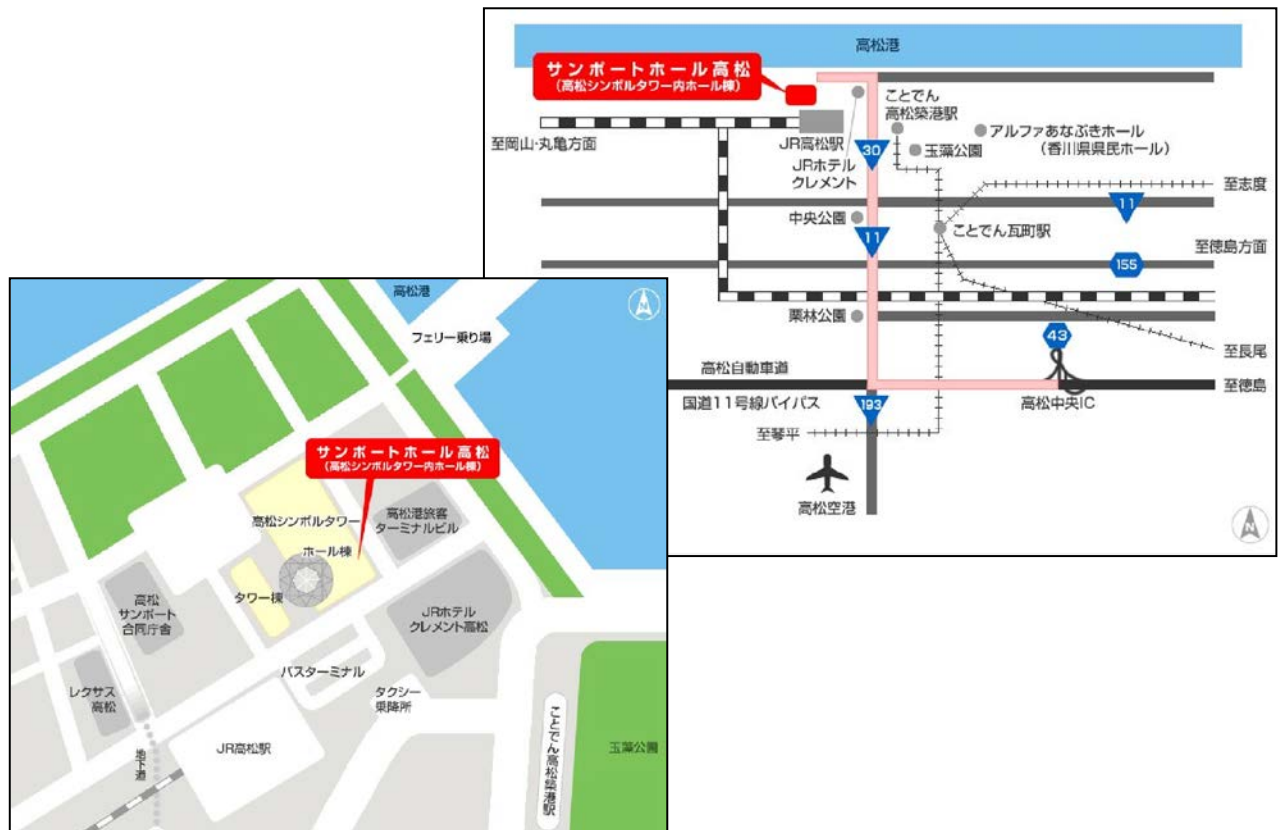 高松港
サンポートホール高松
(高松シンボルタワー内ホール棟)
ことでん
高松築港駅
アルファあなぶきホール
(香川県県民ホール)
至岡山・丸亀方面
JR高松駅
30
玉藻公園
JRホテル
クレメント
至志度
11
中央公園
11
ことでん瓦町駅
至徳島方面
155
栗林公園
43
至長尾
高松自動車道
至徳島
国道11号線バイパス
193
高松中央IC
至琴平
高松空港
N
高松港
N
フェリー乗り場
サンポートホール高松
(高松シンボルタワー内ホール棟)
高松シンボルタワー
高松港旅客
ターミナルビル
ホール棟
タワー棟
高松
サンポート
合同庁舎
JRホテル
クレメント高松
バスターミナル
レクサス
高松
タクシー
乗降所
JR高松駅
地下道
ことでん高松築港駅
玉藻公園